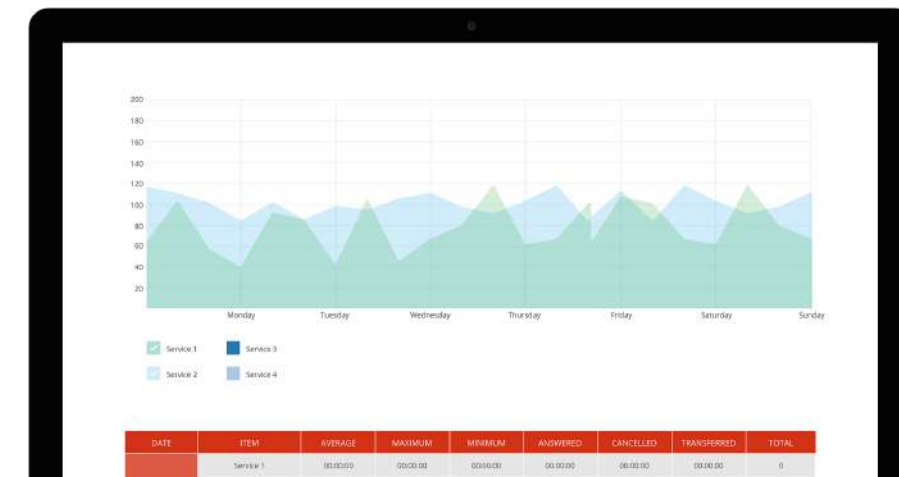 200
180
160
140
120
100
80
60
40
20
Monday Tuesday Wednesday Thursday Friday Saturday Sunday
Service 1 Service 3
Service 2 Service 4
DATE ITEM AVERAGE MAXIMUM MINIMUM ANSWERED CANCELLED TRANSFERRED TOTAL
Service 1 00:00:00 00:00:00 00:00:00 00:00:00 00:00:00 00:00:00 0